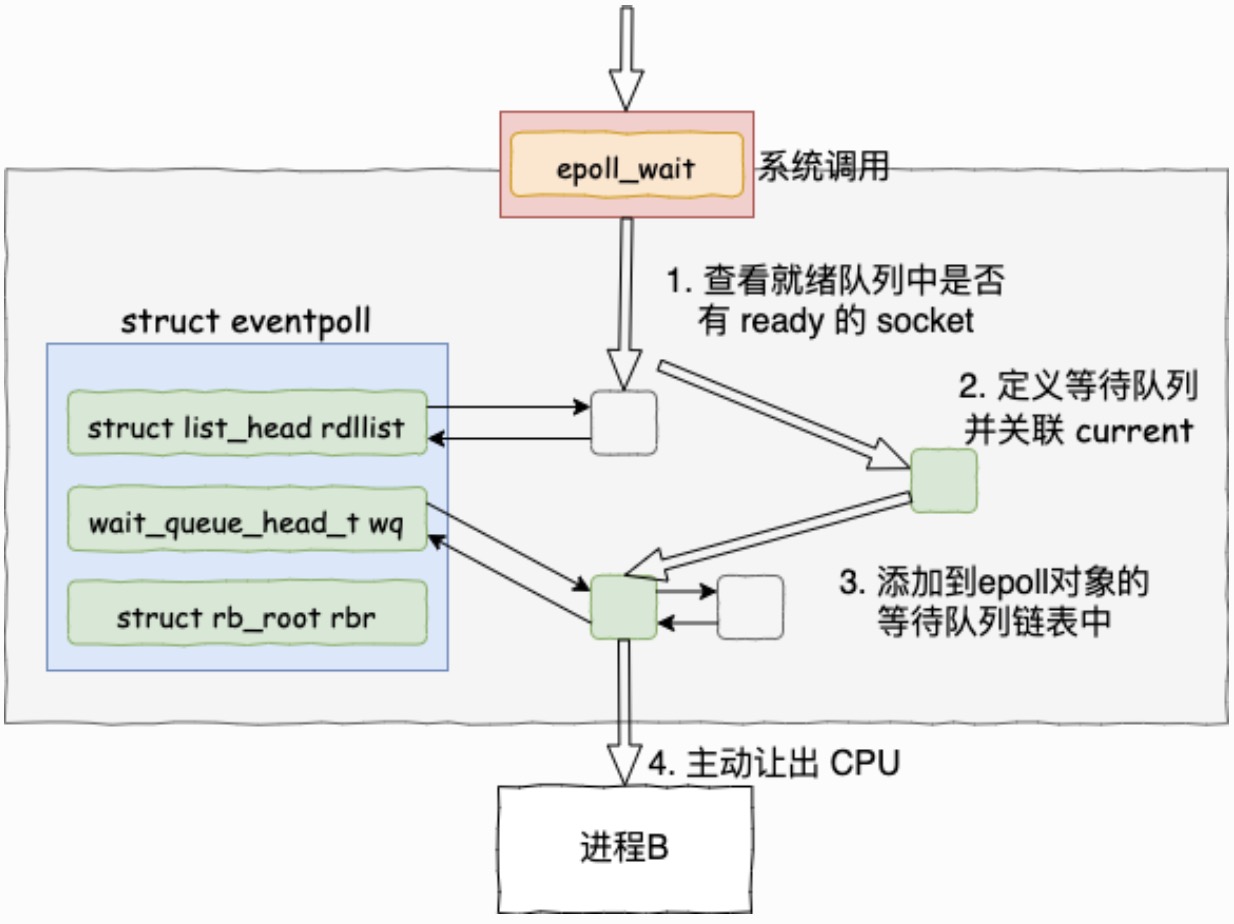 epoll_wait
系统调用
1. 查看就绪队列中是否
有 ready 的 socket
struct eventpoll
struct list_head rdllist
wait_queue_head_t wq
struct rb_root rbr
2. 定义等待队列
并关联 current
3. 添加到epoll对象的
等待队列链表中
4. 主动让出 CPU
进程B